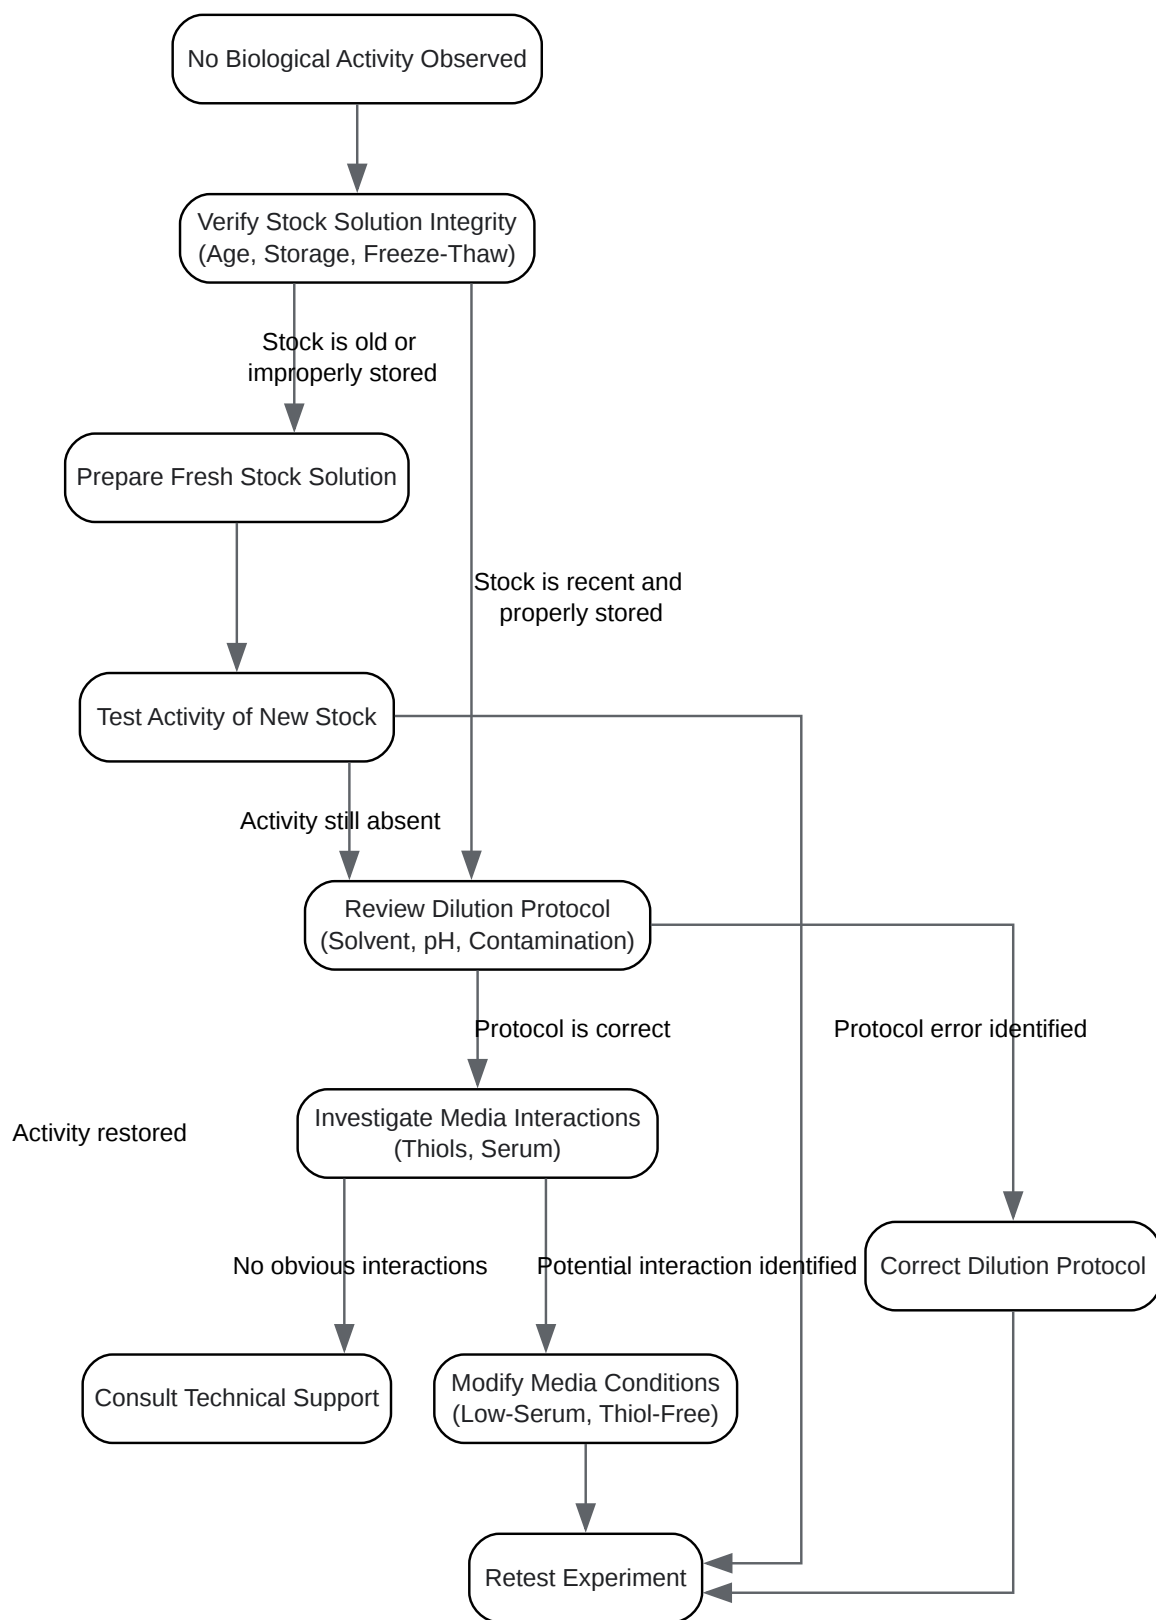 No Biological Activity Observed
Verify Stock Solution Integrity
(Age, Storage, Freeze-Thaw)
Stock is old or
improperly stored
Prepare Fresh Stock Solution
Stock is recent and
properly stored
Test Activity of New Stock
Activity still absent
Review Dilution Protocol
(Solvent, pH, Contamination)
Protocol is correct
Protocol error identified
Investigate Media Interactions
(Thiols, Serum)
Activity restored
No obvious interactions
Potential interaction identified
Correct Dilution Protocol
Consult Technical Support
Modify Media Conditions
(Low-Serum, Thiol-Free)
Retest Experiment